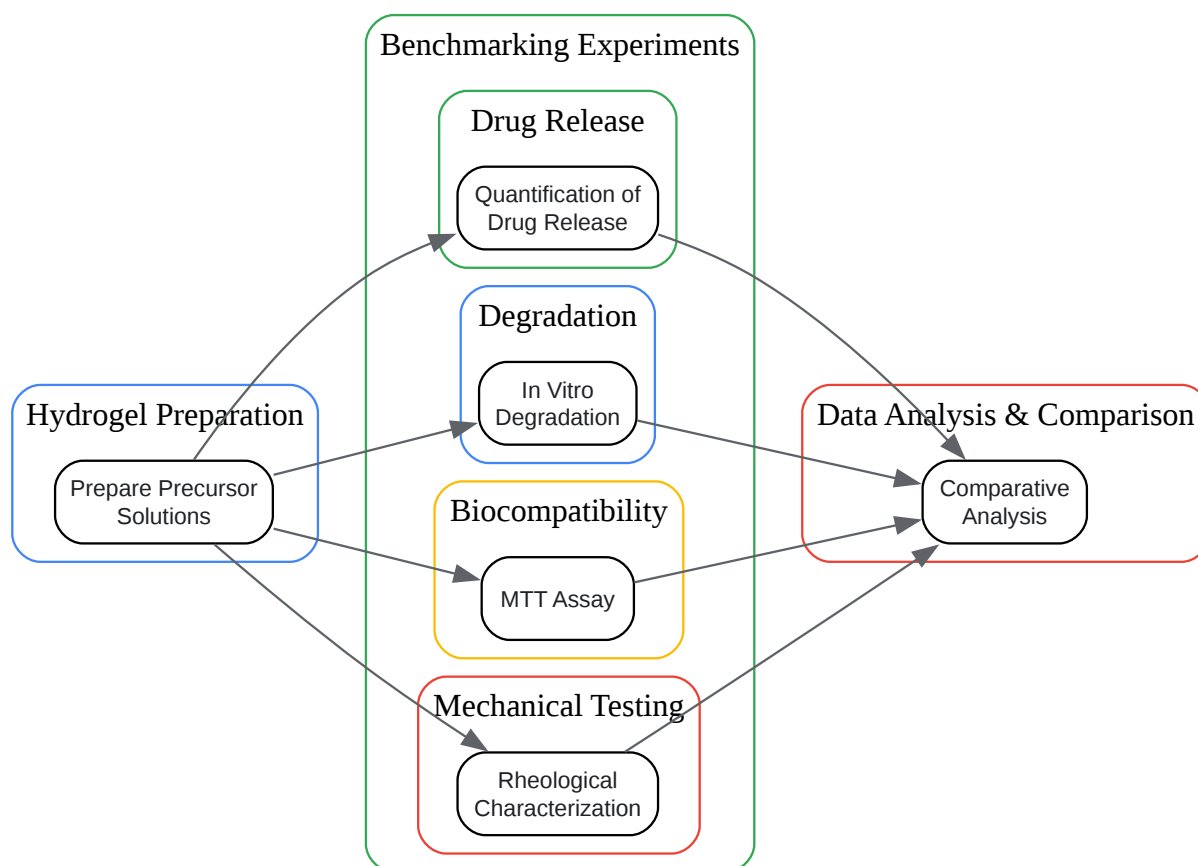 Benchmarking Experiments
Drug Release
Quantification of
Drug Release
Degradation
In Vitro
Degradation
Hydrogel Preparation
Prepare Precursor
Solutions
Data Analysis & Comparison
Comparative
Analysis
Biocompatibility
MTT Assay
Mechanical Testing
Rheological
Characterization